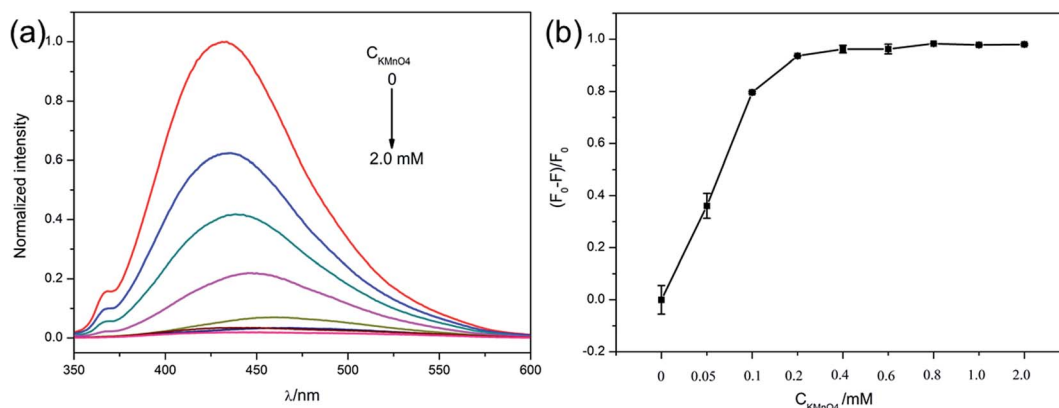 (a)
Normalized intensity
1.0
0.8
0.6
0.4
0.2
0.0
C_KMnO4
0
2.0 mM
350 400 450 500 550 600
λ/nm
(b)
(F₀-F)/F₀
1.0
0.8
0.6
0.4
0.2
0.0
-0.2
0 0.05 0.1 0.2 0.4 0.6 0.8 1.0 2.0
C_KMnO4 /mM